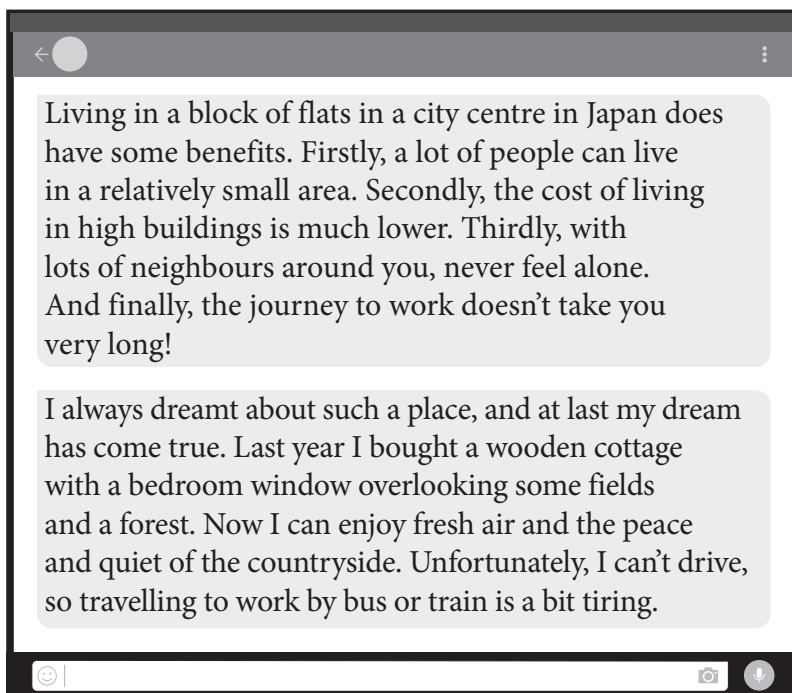 Living in a block of flats in a city centre in Japan does
have some benefits. Firstly, a lot of people can live
in a relatively small area. Secondly, the cost of living
in high buildings is much lower. Thirdly, with
lots of neighbours around you, never feel alone.
And finally, the journey to work doesn’t take you
very long!
I always dreamt about such a place, and at last my dream
has come true. Last year I bought a wooden cottage
with a bedroom window overlooking some fields
and a forest. Now I can enjoy fresh air and the peace
and quiet of the countryside. Unfortunately, I can’t drive,
so travelling to work by bus or train is a bit tiring.